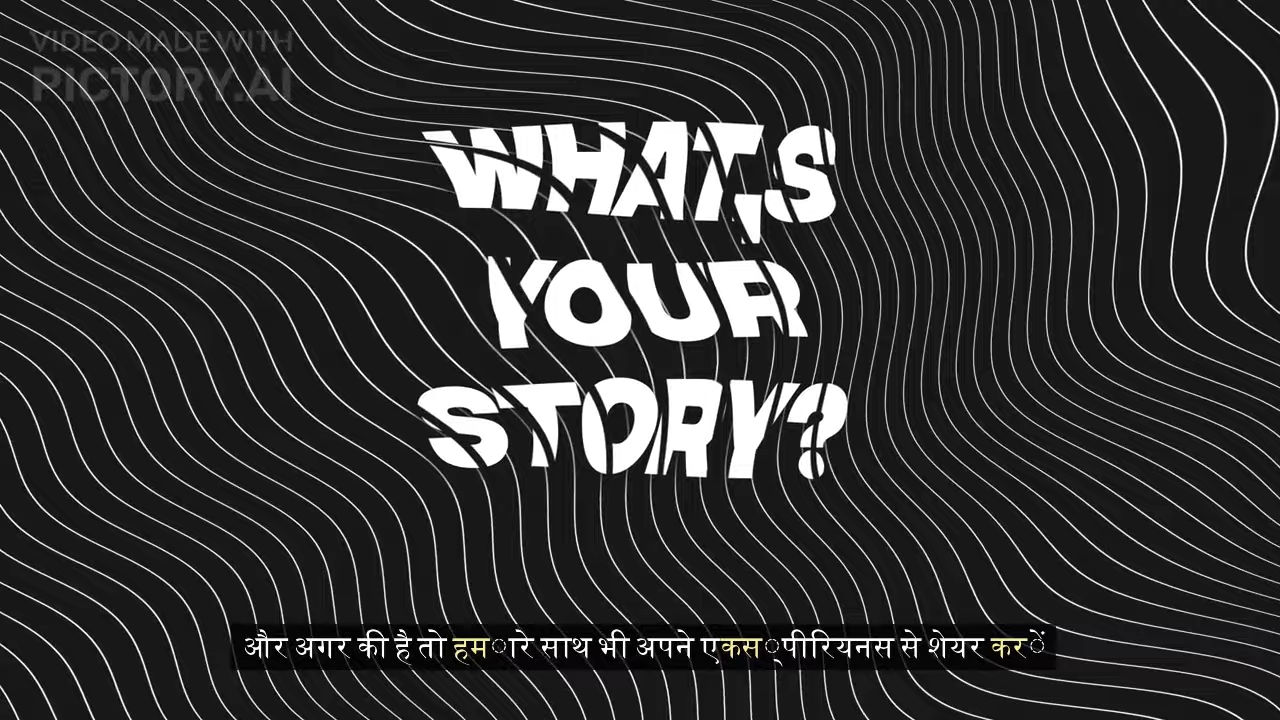 VIDEO MADE WITH
PICTORY.AI
WHAT'S
YOUR
STORY?
और अगर की है तो हमारे साथ भी अपने एकस्पीरियनस से शेयर करें